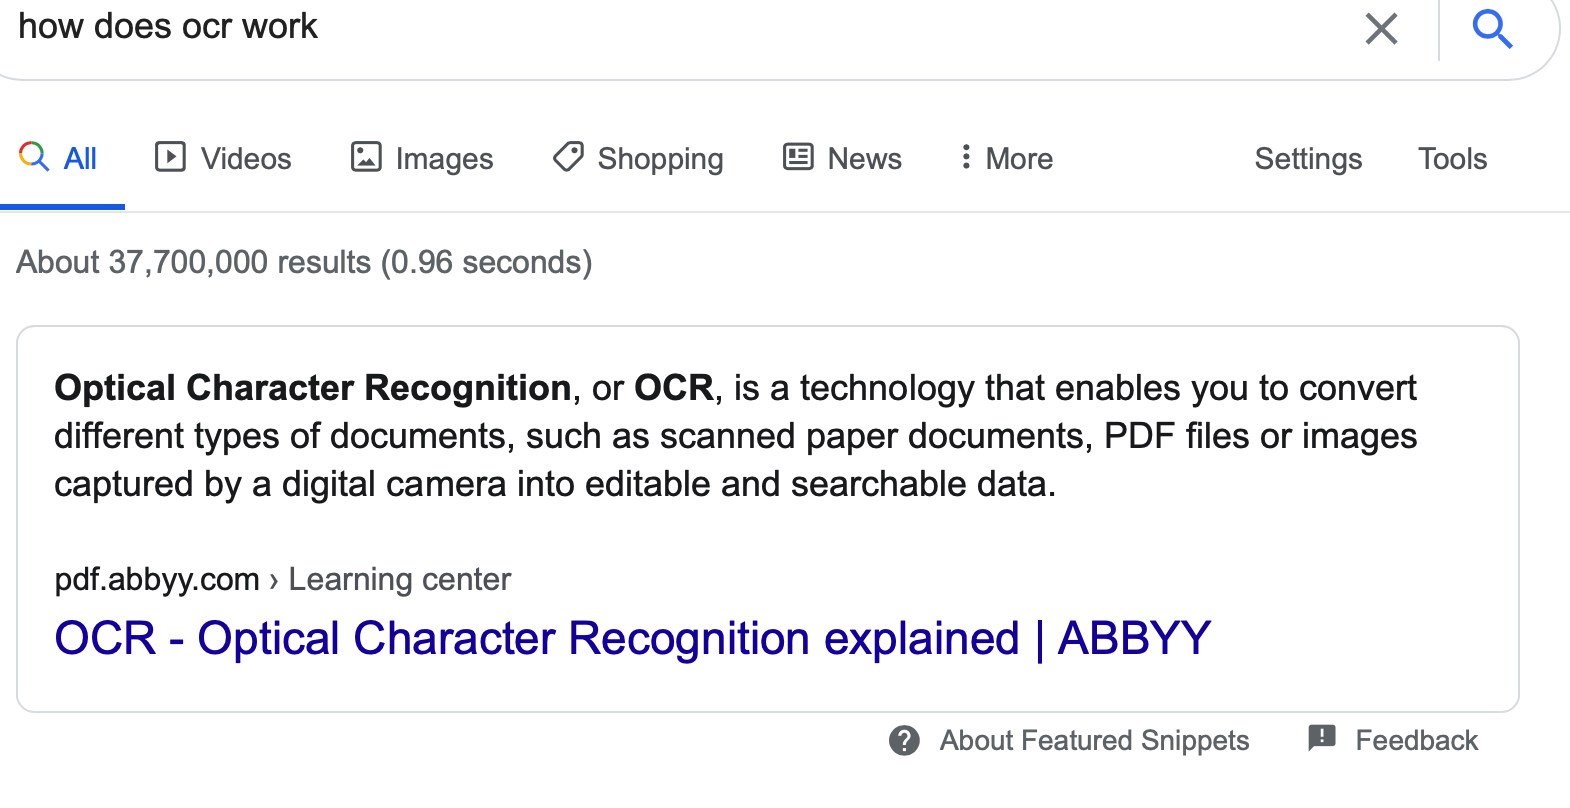 how does ocr work
All Videos Images Shopping News More Settings Tools
About 37,700,000 results (0.96 seconds)
Optical Character Recognition, or OCR, is a technology that enables you to convert
different types of documents, such as scanned paper documents, PDF files or images
captured by a digital camera into editable and searchable data.
pdf.abbyy.com › Learning center
OCR - Optical Character Recognition explained | ABBYY
About Featured Snippets Feedback